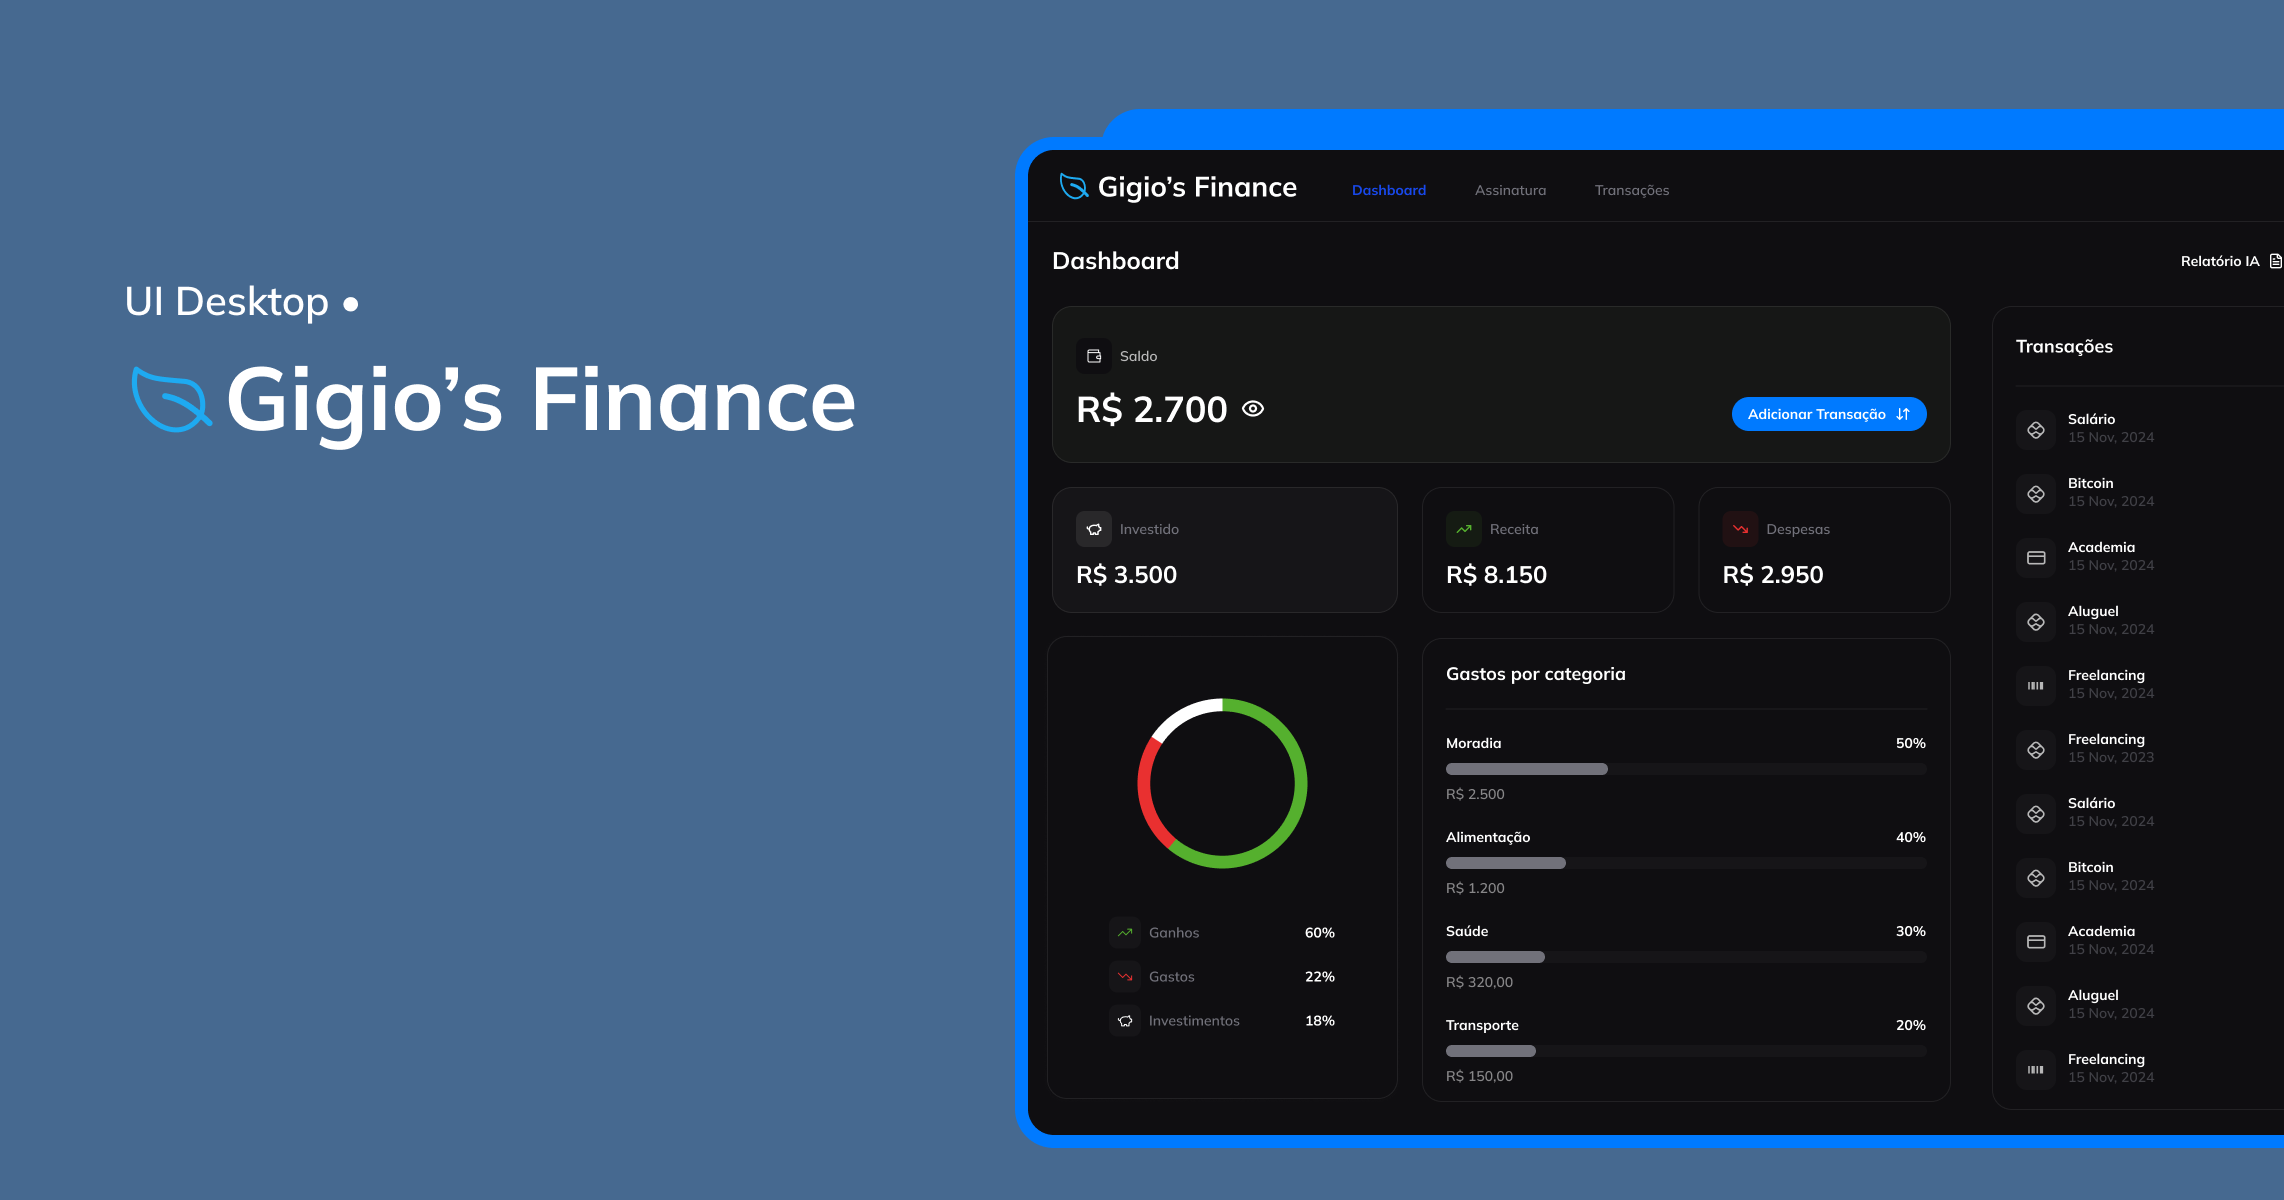 UI Desktop •
Gigio's Finance
Gigio's Finance
Dashboard
Assinatura
Transações
Dashboard
Relatório IA
Saldo
R$ 2.700
Adicionar Transação
Investido
R$ 3.500
Receita
R$ 8.150
Despesas
R$ 2.950
Ganhos 60%
Gastos 22%
Investimentos 18%
Gastos por categoria
Moradia 50%
R$ 2.500
Alimentação 40%
R$ 1.200
Saúde 30%
R$ 320,00
Transporte 20%
R$ 150,00
Transações
Salário
15 Nov, 2024
Bitcoin
15 Nov, 2024
Academia
15 Nov, 2024
Aluguel
15 Nov, 2024
Freelancing
15 Nov, 2024
Freelancing
15 Nov, 2023
Salário
15 Nov, 2024
Bitcoin
15 Nov, 2024
Academia
15 Nov, 2024
Aluguel
15 Nov, 2024
Freelancing
15 Nov, 2024